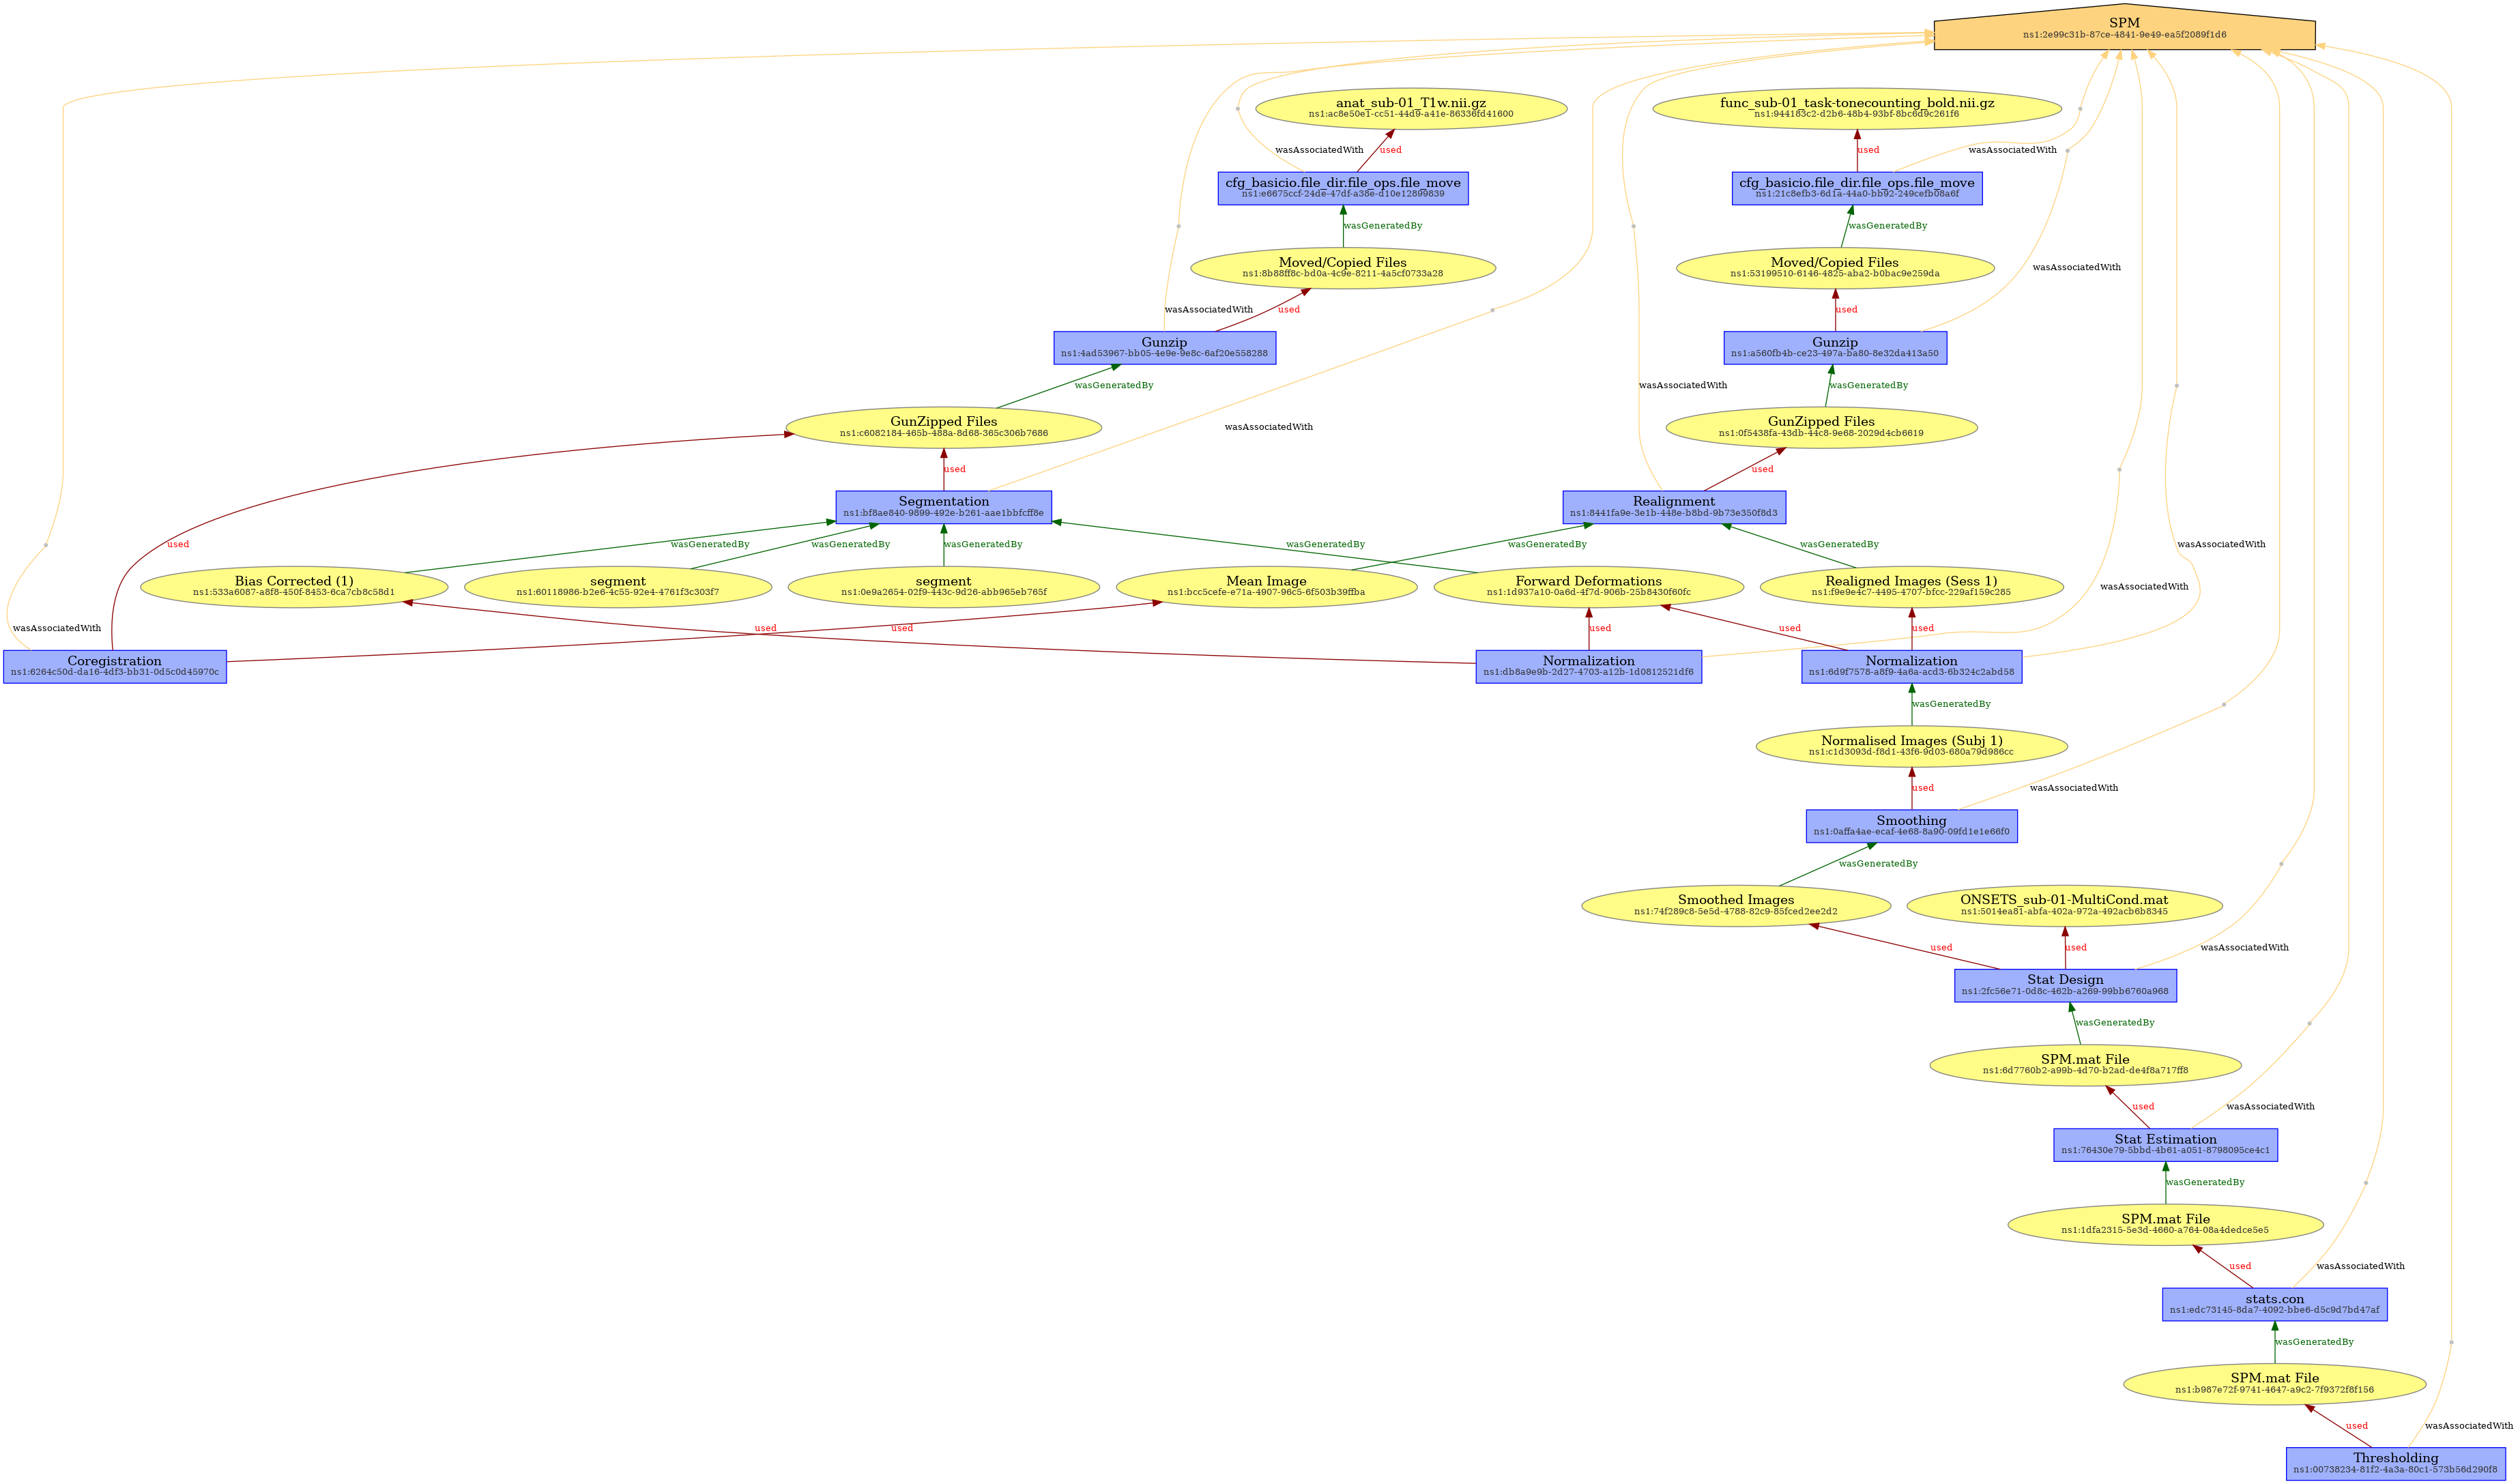 SPM
ns1:2e99c31b-87ce-4841-9e49-ea5f2089f1d6
anat_sub-01_T1w.nii.gz
ns1:ac8e50e1-cc51-44d9-a41e-86336fd41600
func_sub-01_task-tonecounting_bold.nii.gz
ns1:944183c2-d2b6-48b4-93bf-8bc6d9c261f6
wasAssociatedWith
used
used
wasAssociatedWith
cfg_basicio.file_dir.file_ops.file_move
ns1:e6675ccf-24de-47df-a38e-d10e12899839
cfg_basicio.file_dir.file_ops.file_move
ns1:21c8efb3-6d1a-44a0-bb92-249cefb08a6f
wasGeneratedBy
wasGeneratedBy
Moved/Copied Files
ns1:8b88ff8c-bd0a-4c9e-8211-4a5cf0733a28
Moved/Copied Files
ns1:53199510-6146-4825-aba2-b0bac9e259da
wasAssociatedWith
wasAssociatedWith
used
used
Gunzip
ns1:4ad53967-bb05-4e9e-9e8c-6af20e558288
Gunzip
ns1:a560fb4b-ce23-497a-ba80-8e32da413a50
wasGeneratedBy
wasAssociatedWith
wasGeneratedBy
GunZipped Files
ns1:c6082184-465b-488a-8d68-365c306b7686
wasAssociatedWith
GunZipped Files
ns1:0f5438fa-43db-44c8-9e68-2029d4cb6619
used
used
Segmentation
ns1:bf8ae840-9899-492e-b261-aae1bbfcff8e
Realignment
ns1:8441fa9e-3e1b-448e-b8bd-9b73e350f8d3
used
wasGeneratedBy
wasGeneratedBy
wasGeneratedBy
wasGeneratedBy
wasGeneratedBy
wasGeneratedBy
wasAssociatedWith
Bias Corrected (1)
ns1:533a6087-a8f8-450f-8453-6ca7cb8c58d1
segment
ns1:60118986-b2e6-4c55-92e4-4761f3c303f7
segment
ns1:0e9a2654-02f9-443c-9d26-abb965eb765f
Mean Image
ns1:bcc5cefe-e71a-4907-96c5-6f503b39ffba
Forward Deformations
ns1:1d937a10-0a6d-4f7d-906b-25b8430f60fc
Realigned Images (Sess 1)
ns1:f9e9e4c7-4495-4707-bfcc-229af159c285
wasAssociatedWith
wasAssociatedWith
used
used
used
used
used
Coregistration
ns1:6264c50d-da16-4df3-bb31-0d5c0d45970c
Normalization
ns1:db8a9e9b-2d27-4703-a12b-1d0812521df6
Normalization
ns1:6d9f7578-a8f9-4a6a-acd3-6b324c2abd58
wasGeneratedBy
Normalised Images (Subj 1)
ns1:c1d3093d-f8d1-43f6-9d03-680a79d986cc
used
wasAssociatedWith
Smoothing
ns1:0affa4ae-ecaf-4e68-8a90-09fd1e1e66f0
wasGeneratedBy
Smoothed Images
ns1:74f289c8-5e5d-4788-82c9-85fced2ee2d2
ONSETS_sub-01-MultiCond.mat
ns1:5014ea81-abfa-402a-972a-492acb6b8345
used
used
wasAssociatedWith
Stat Design
ns1:2fc56e71-0d8c-462b-a269-99bb6760a968
wasGeneratedBy
SPM.mat File
ns1:6d7760b2-a99b-4d70-b2ad-de4f8a717ff8
used
wasAssociatedWith
Stat Estimation
ns1:76430e79-5bbd-4b61-a051-8798095ce4c1
wasGeneratedBy
SPM.mat File
ns1:1dfa2315-5e3d-4660-a764-08a4dedce5e5
used
wasAssociatedWith
stats.con
ns1:edc73145-8da7-4092-bbe6-d5c9d7bd47af
wasGeneratedBy
SPM.mat File
ns1:b987e72f-9741-4647-a9c2-7f9372f8f156
used
wasAssociatedWith
Thresholding
ns1:00738234-81f2-4a3a-80c1-573b56d290f8